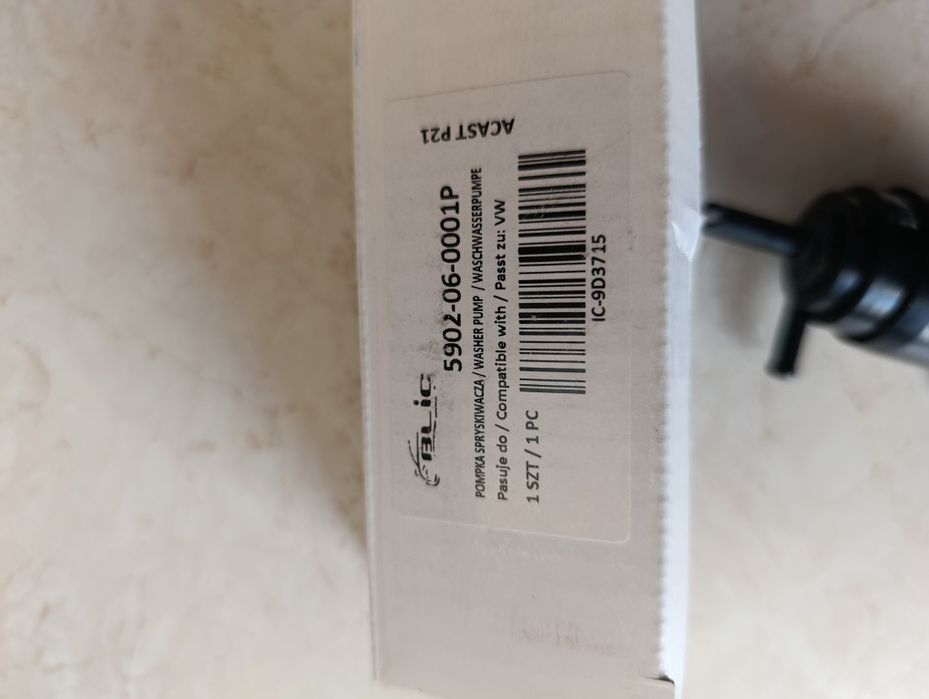 BLiC
5902-06-0001P
POMPKA SPRYSKIWACZA / WASHER PUMP / WASCHWASSERPUMPE
Pasuje do / Compatible with / Passt zu: VW
1 SZT / 1 PC
IC-9D3715
ACAST P21